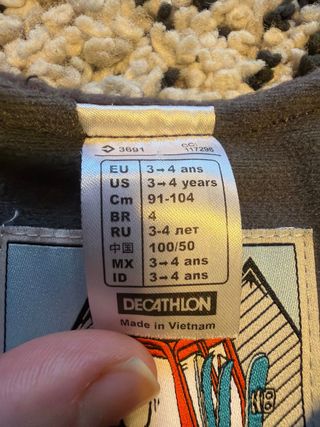 3691 CC: 117298
EU 3→4 ans
US 3→4 years
Cm 91-104
BR 4
RU 3-4 лет
中国 100/50
MX 3→4 ans
ID 3→4 ans
DECATHLON
Made in Vietnam